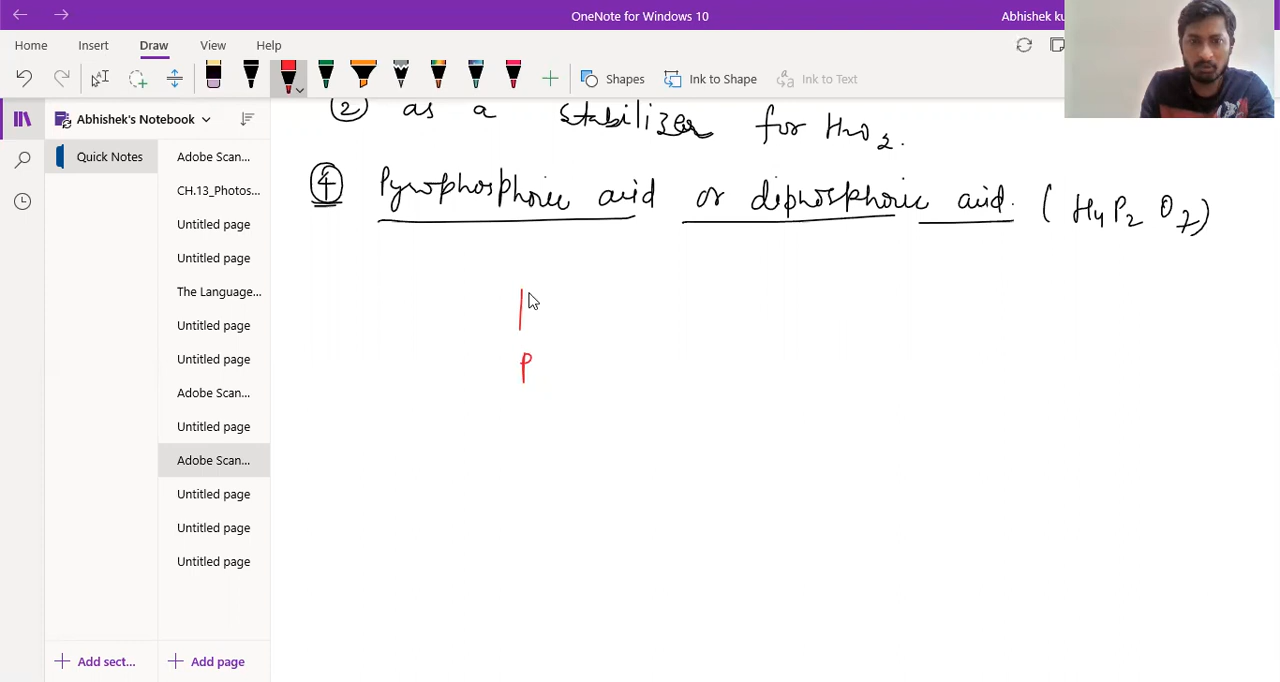 OneNote for Windows 10
Abhishek ku
Home Insert Draw View Help
Shapes Ink to Shape Ink to Text
Abhishek's Notebook
Quick Notes
Adobe Scan...
CH.13_Photos...
Untitled page
Untitled page
The Language...
Untitled page
Untitled page
Adobe Scan...
Untitled page
Adobe Scan...
Untitled page
Untitled page
Untitled page
Add sect... Add page
(2) as a stabilizer for H2O2.
(4) Pyrophosphoric acid or diphosphoric acid. (H4P2O7)
P